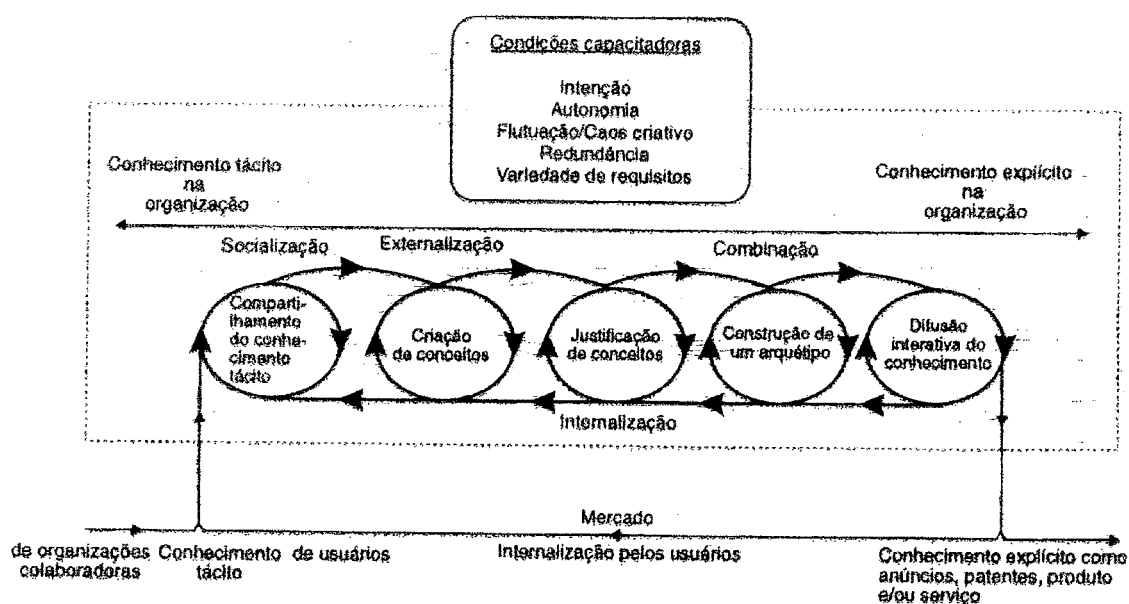 Condições capacitadoras
Intenção
Autonomia
Flutuação/Caos criativo
Redundância
Variedade de requisitos
Conhecimento tácito
na
organização
Conhecimento explícito
na
organização
Socialização
Externalização
Combinação
Comparti-
lhamento
do conhe-
cimento
tácito
Criação
de conceitos
Justificação
de conceitos
Construção de
um arquétipo
Difusão
interativa do
conhecimento
Internalização
Mercado
de organizações
colaboradoras
Conhecimento de usuários
tácito
Internalização pelos usuários
Conhecimento explícito como
anúncios, patentes, produto
e/ou serviço